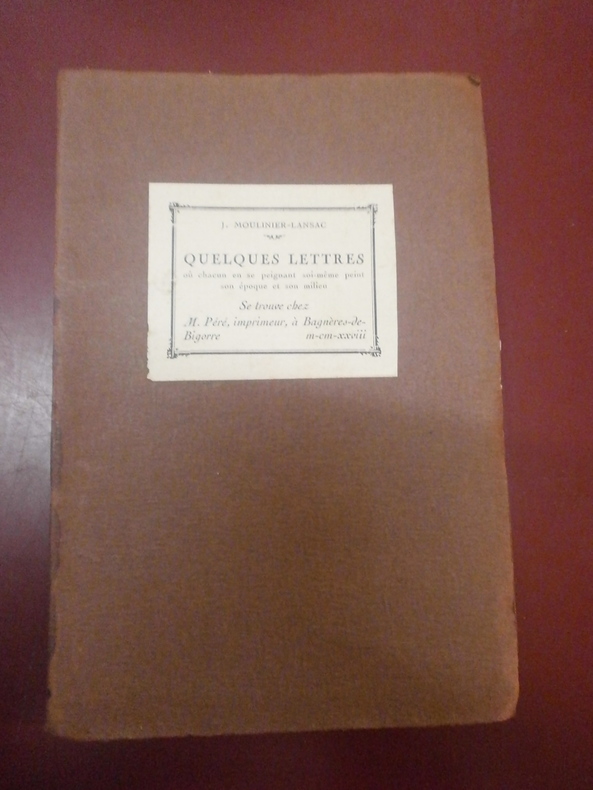 J. MOULINIER-LANSAC
QUELQUES LETTRES
où chacun en se peignant soi-même peint
son époque et son milieu
Se trouve chez
M. Péré, imprimeur, à Bagnères-de-
Bigorre m-cm-xxviii